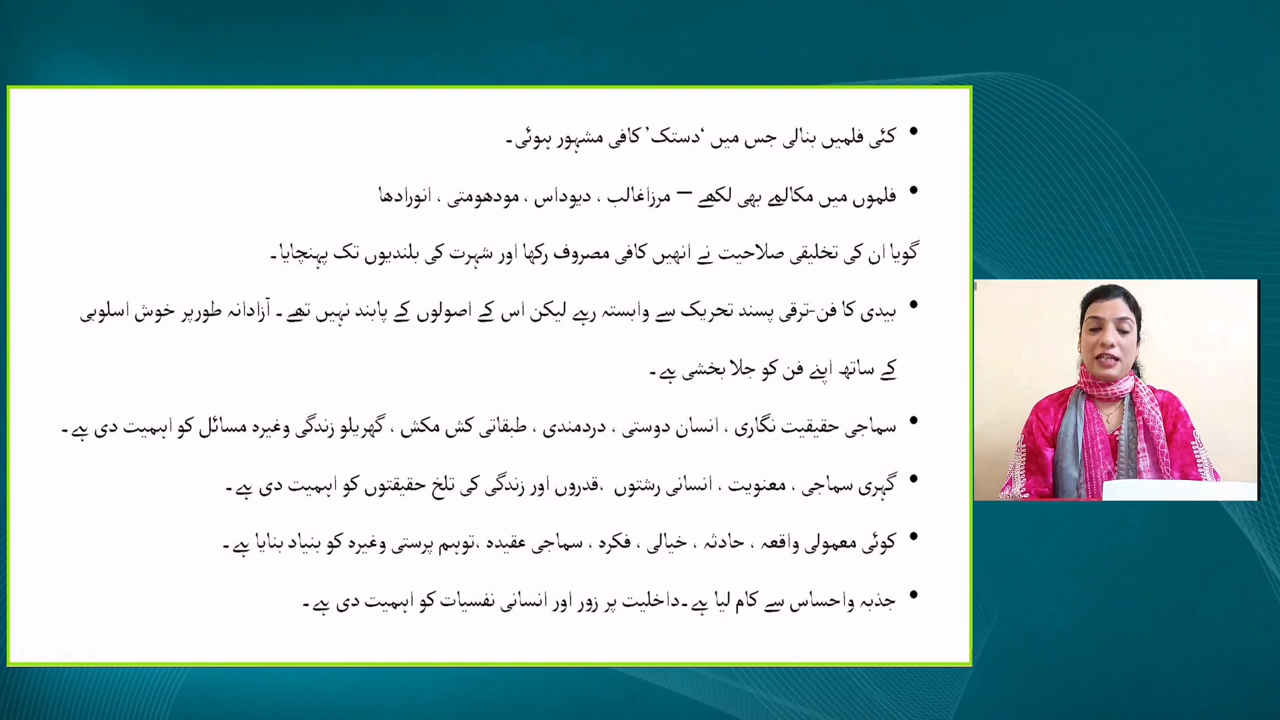 • کئی فلمیں بنالی جس میں ‘دستک’ کافی مشہور ہوئی۔
• فلموں میں مکالمے بھی لکھے – مرزاغالب ، دیوداس ، مودھومتی ، انورادھا
گویا ان کی تخلیقی صلاحیت نے انھیں کافی مصروف رکھا اور شہرت کی بلندیوں تک پہنچایا۔
• بیدی کا فن-ترقی پسند تحریک سے وابستہ رہے لیکن اس کے اصولوں کے پابند نہیں تھے۔ آزادانہ طورپر خوش اسلوبی
کے ساتھ اپنے فن کو جلا بخشی ہے۔
• سماجی حقیقیت نگاری ، انسان دوستی ، دردمندی ، طبقاتی کش مکش ، گھریلو زندگی وغیرہ مسائل کو اہمیت دی ہے۔
• گہری سماجی ، معنویت ، انسانی رشتوں ،قدروں اور زندگی کی تلخ حقیقتوں کو اہمیت دی ہے۔
• کوئی معمولی واقعہ ، حادثہ ، خیالی ، فکرہ ، سماجی عقیدہ ،توہم پرستی وغیرہ کو بنیاد بنایا ہے۔
• جذبہ واحساس سے کام لیا ہے۔داخلیت پر زور اور انسانی نفسیات کو اہمیت دی ہے۔